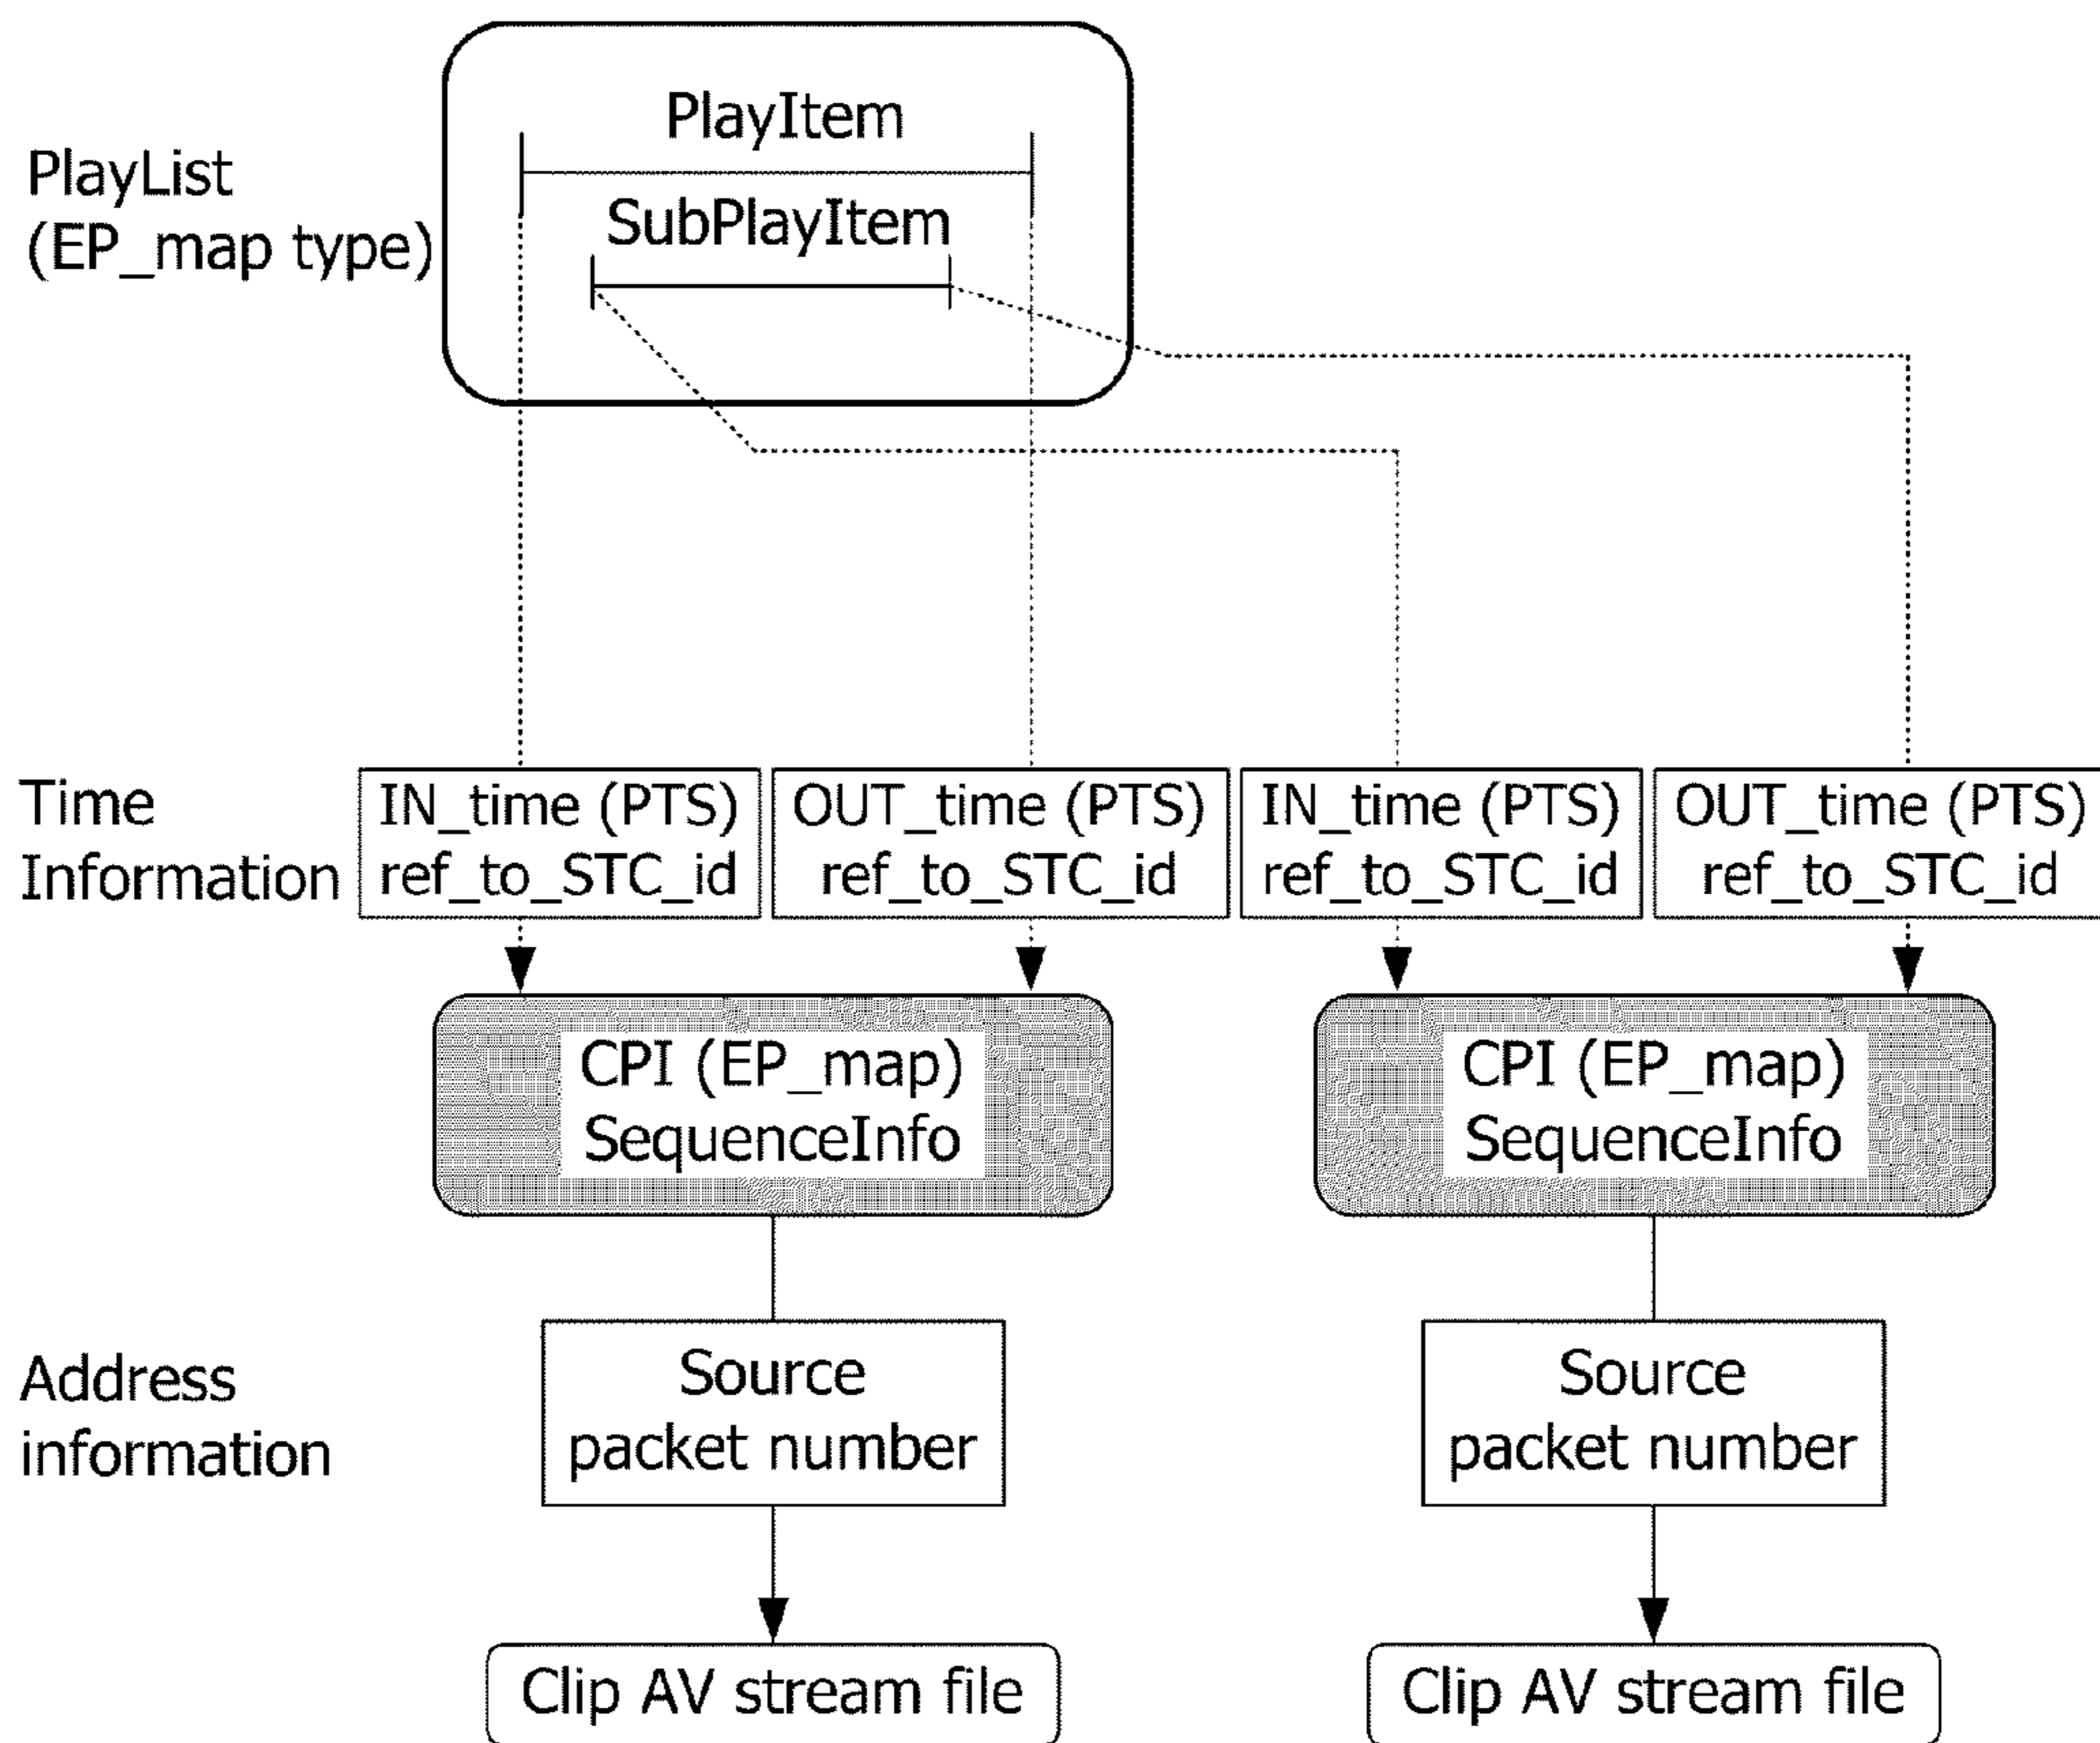 PlayList
(EP_map type)
PlayItem
SubPlayItem
Time
Information
IN_time (PTS)
ref_to_STC_id
OUT_time (PTS)
ref_to_STC_id
IN_time (PTS)
ref_to_STC_id
OUT_time (PTS)
ref_to_STC_id
CPI (EP_map)
SequenceInfo
CPI (EP_map)
SequenceInfo
Address
information
Source
packet number
Source
packet number
Clip AV stream file
Clip AV stream file